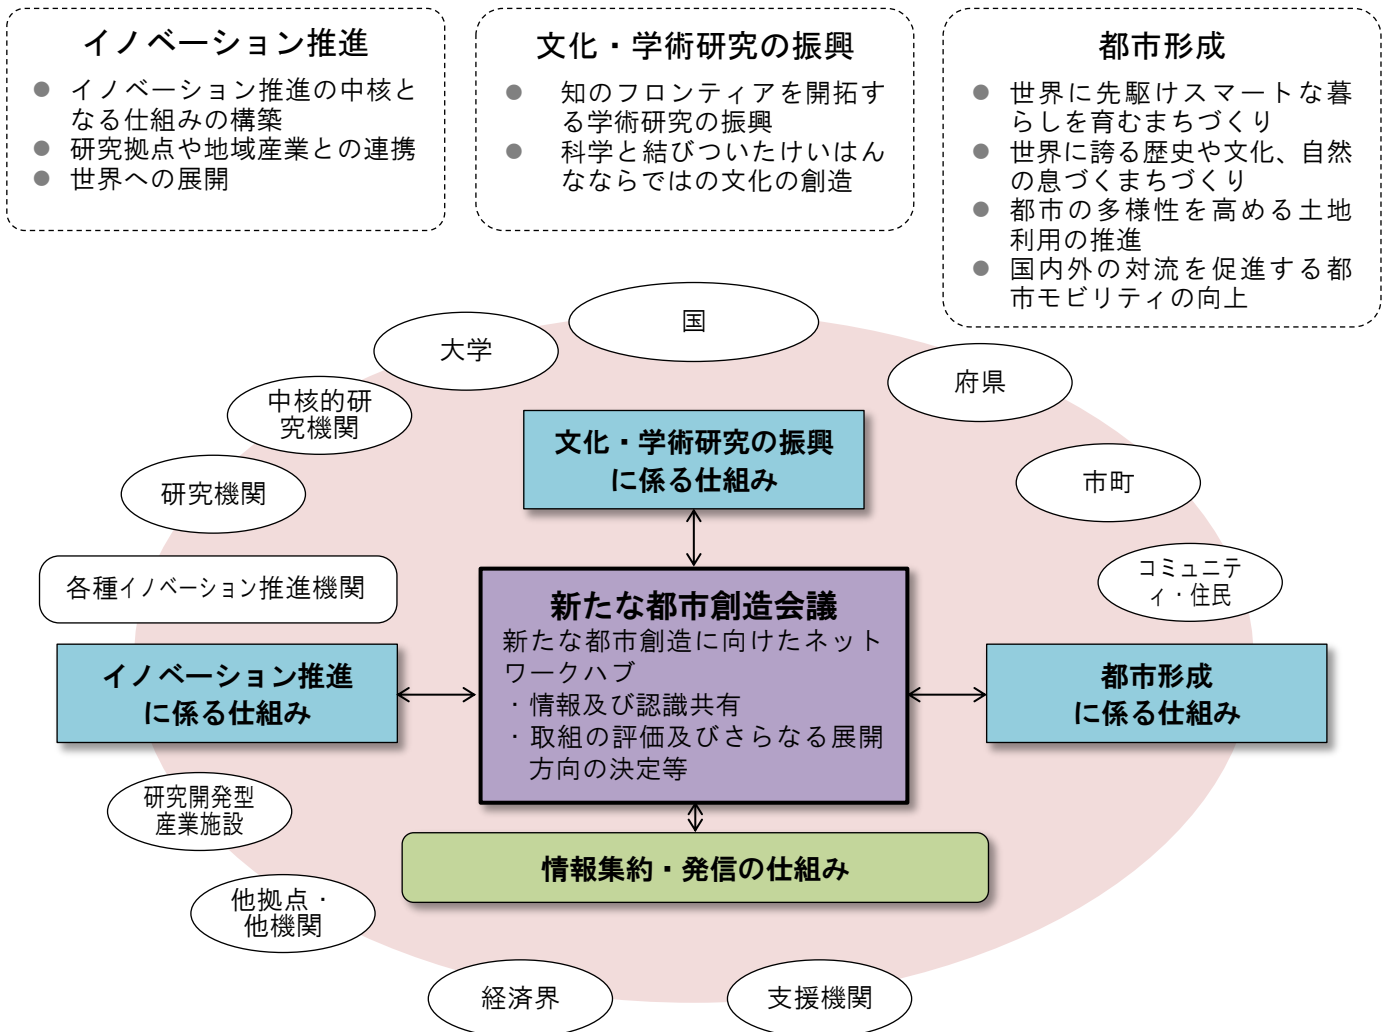 イノベーション推進
● イノベーション推進の中核と
なる仕組みの構築
● 研究拠点や地域産業との連携
● 世界への展開
文化・学術研究の振興
● 知のフロンティアを開拓す
る学術研究の振興
● 科学と結びついたけいはん
なならではの文化の創造
都市形成
● 世界に先駆けスマートな暮
らしを育むまちづくり
● 世界に誇る歴史や文化、自然
の息づくまちづくり
● 都市の多様性を高める土地
利用の推進
● 国内外の対流を促進する都
市モビリティの向上
国
大学
府県
中核的研
究機関
文化・学術研究の振興
に係る仕組み
研究機関
市町
各種イノベーション推進機関
コミュニテ
ィ・住民
新たな都市創造会議
新たな都市創造に向けたネット
ワークハブ
・情報及び認識共有
・取組の評価及びさらなる展開
方向の決定等
イノベーション推進
に係る仕組み
都市形成
に係る仕組み
研究開発型
産業施設
情報集約・発信の仕組み
他拠点・
他機関
経済界
支援機関